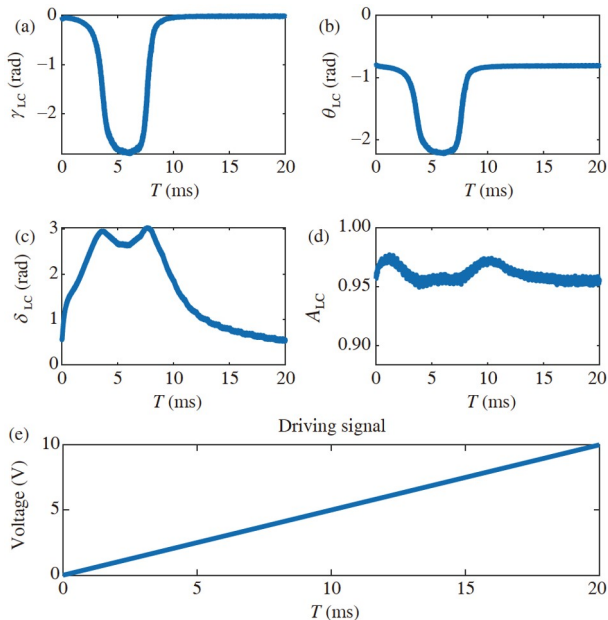 (a)
γLC (rad)
0
−1
−2
0 5 10 15 20
T (ms)
(b)
θLC (rad)
0
−1
−2
0 5 10 15 20
T (ms)
(c)
δLC (rad)
3
2
1
0
0 5 10 15 20
T (ms)
(d)
ALC
1.00
0.95
0.90
0 5 10 15 20
T (ms)
Driving signal
(e)
Voltage (V)
10
5
0
0 5 10 15 20
T (ms)